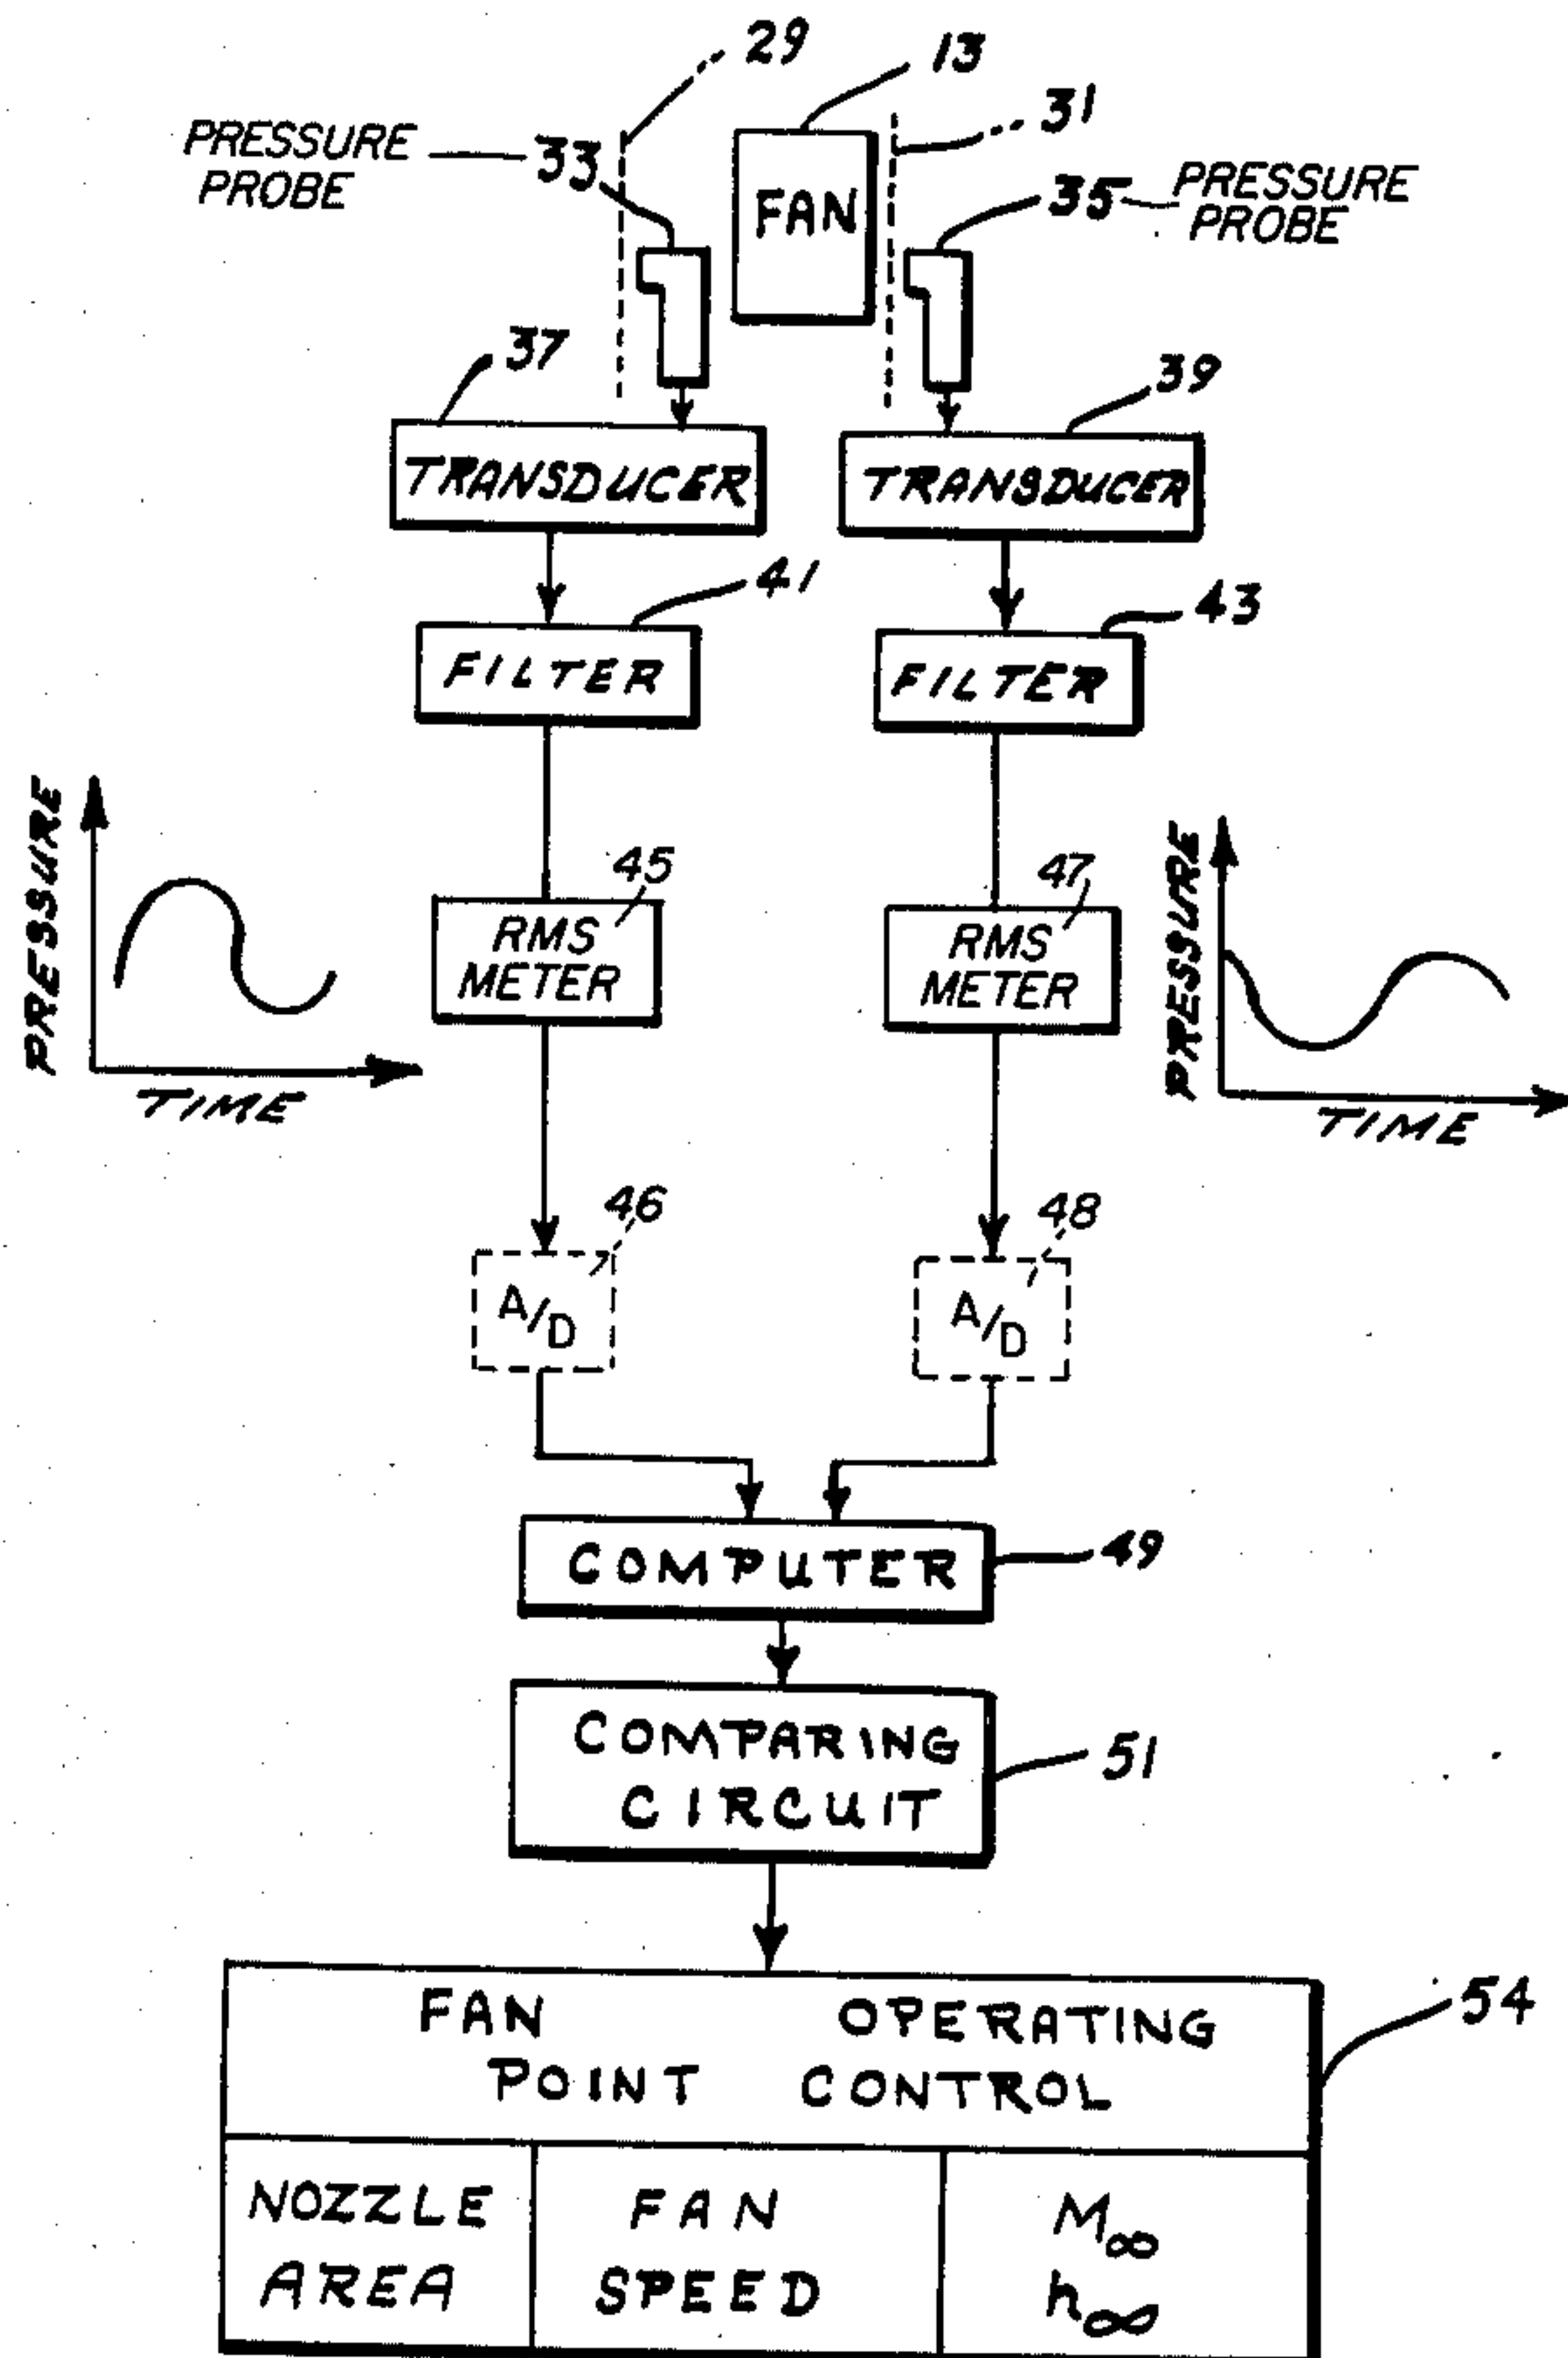 29
13
31
PRESSURE
PROBE
33
FAN
35
PRESSURE
PROBE
37
39
TRANSDUCER
TRANSDUCER
41
43
FILTER
FILTER
PRESSURE
TIME
45
RMS
METER
47
RMS
METER
PRESSURE
TIME
46
A/D
48
A/D
COMPUTER
49
COMPARING
CIRCUIT
51
FAN OPERATING
POINT CONTROL
54
NOZZLE
AREA
FAN
SPEED
M∞
h∞